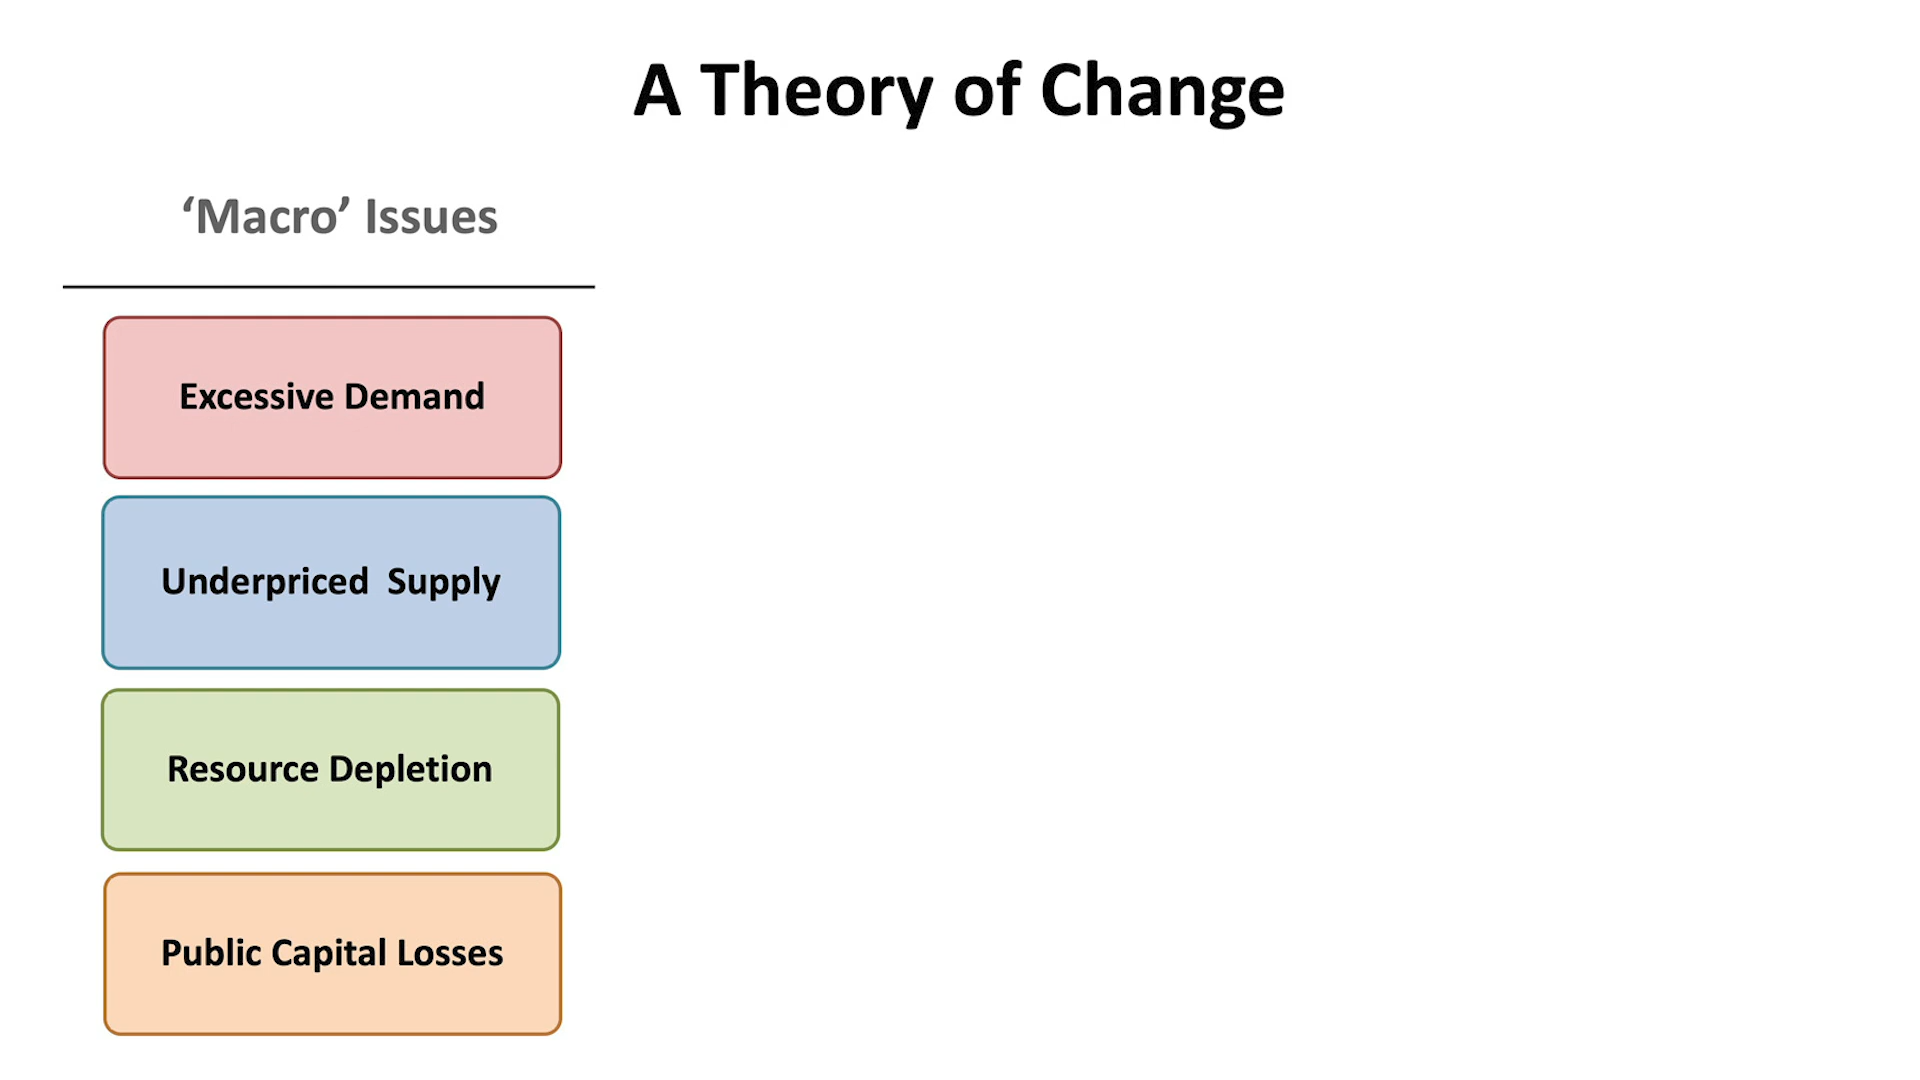 A Theory of Change
‘Macro’ Issues
Excessive Demand
Underpriced  Supply
Resource Depletion
Public Capital Losses